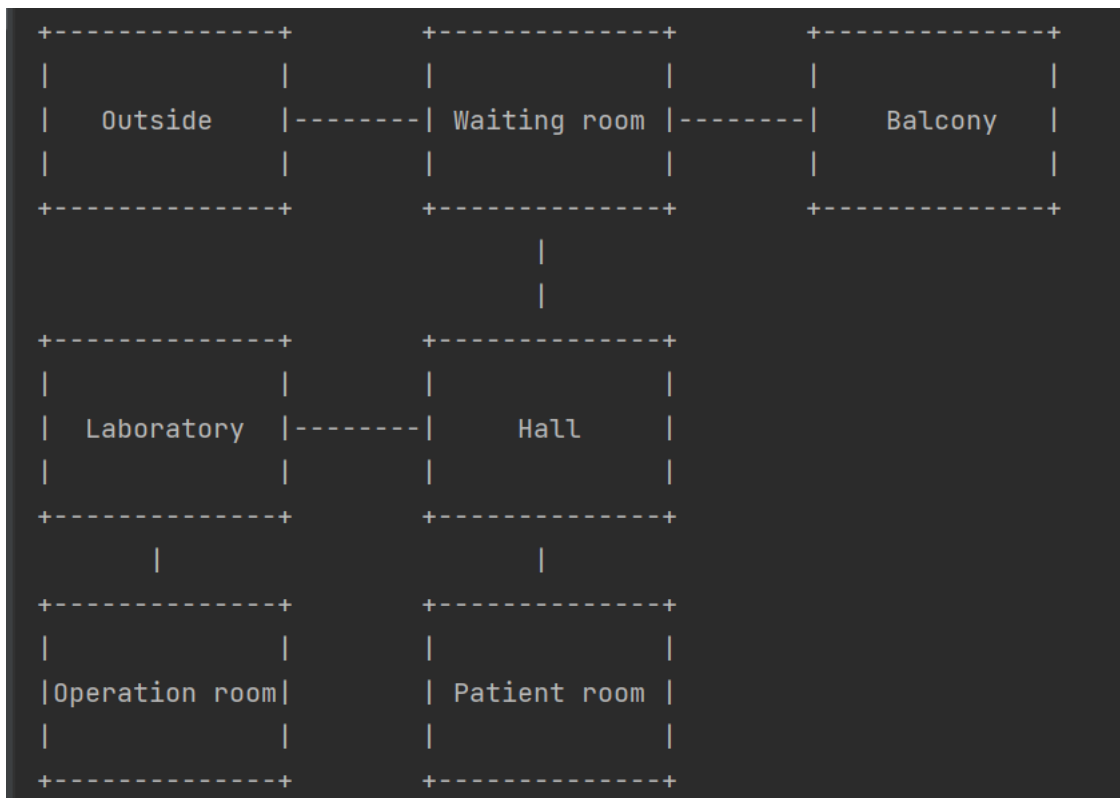 +--------------+        +--------------+        +--------------+
|              |        |              |        |              |
|   Outside    |--------| Waiting room |--------|    Balcony   |
|              |        |              |        |              |
+--------------+        +--------------+        +--------------+
                               |
                               |
+--------------+        +--------------+
|              |        |              |
|  Laboratory  |--------|     Hall     |
|              |        |              |
+--------------+        +--------------+
       |                       |
+--------------+        +--------------+
|              |        |              |
|Operation room|        | Patient room |
|              |        |              |
+--------------+        +--------------+